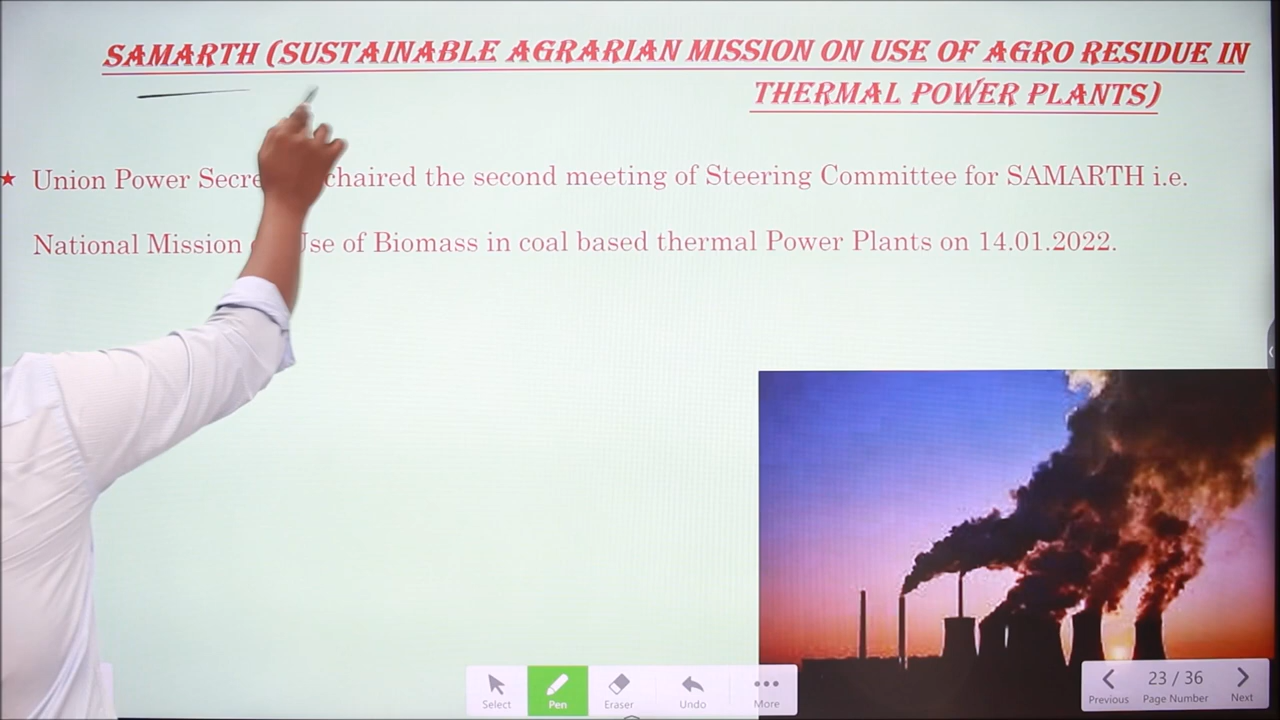 SAMARTH (SUSTAINABLE AGRARIAN MISSION ON USE OF AGRO RESIDUE IN
THERMAL POWER PLANTS)
★ Union Power chaired the second meeting of Steering Committee for SAMARTH i.e.
National Mission Use of Biomass in coal based thermal Power Plants on 14.01.2022.
Select Pen Eraser Undo More
Previous 23 / 36 Page Number Next